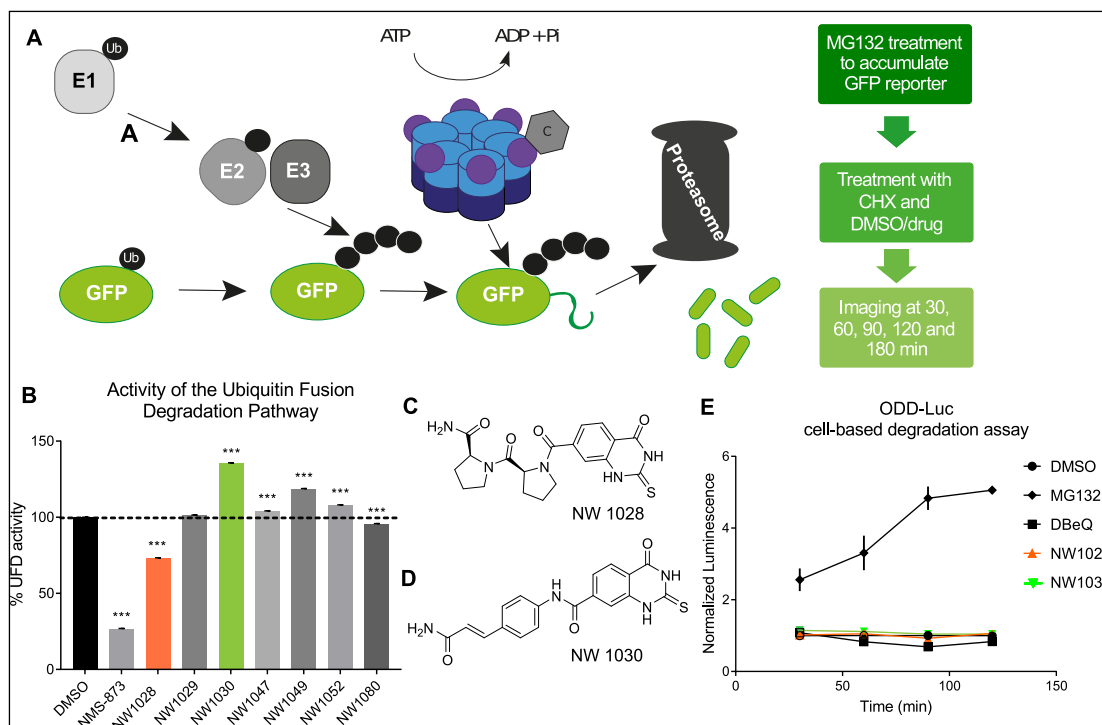 A
Ub
E1
A
E2
E3
ATP
ADP+Pi
C
Proteasome
Ub
GFP
GFP
GFP
MG132 treatment
to accumulate
GFP reporter
Treatment with
CHX and
DMSO/drug
Imaging at 30,
60, 90, 120 and
180 min
B
Activity of the Ubiquitin Fusion
Degradation Pathway
% UFD activity
150
100
50
0
***
***
***
***
***
***
***
DMSO
NMS-873
NW1028
NW1029
NW1030
NW1047
NW1049
NW1052
NW1080
C
H2N
O
O
O
O
N
N
NH
N
H
S
NW 1028
D
O
H
N
NH
N
H
S
O
H2N
O
NW 1030
E
ODD-Luc
cell-based degradation assay
Normalized Luminescence
6
4
2
0
0
50
100
150
Time (min)
DMSO
MG132
DBeQ
NW102
NW103